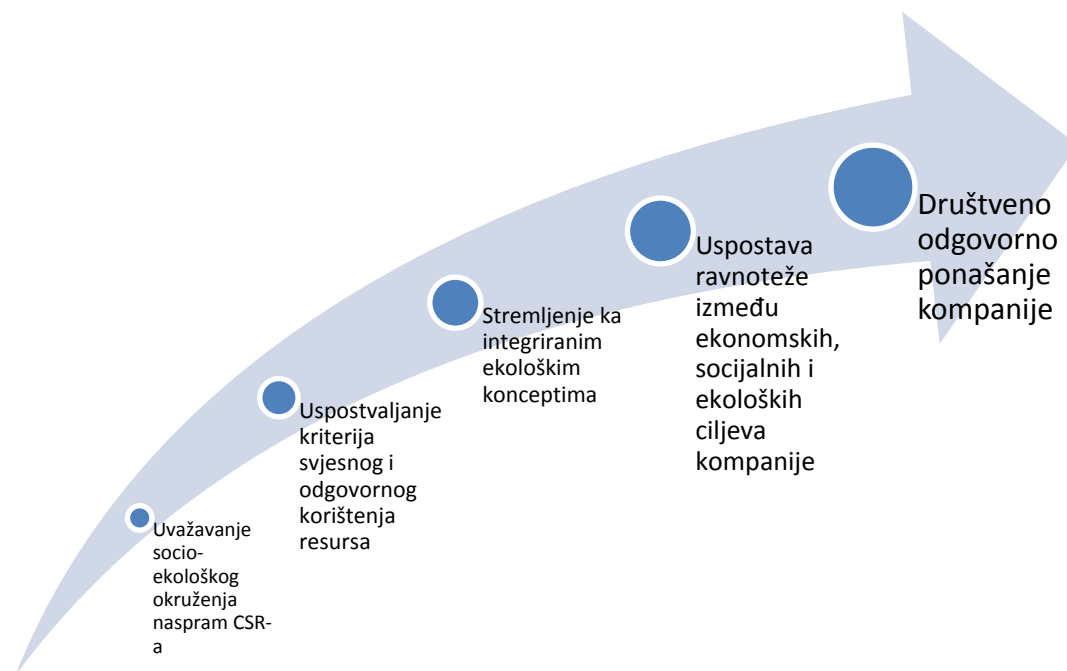 Uvažavanje
socio-
ekološkog
okruženja
naspram CSR-
a
Uspostvaljanje
kriterija
svjesnog i
odgovornog
korištenja
resursa
Stremljenje ka
integriranim
ekološkim
konceptima
Uspostava
ravnoteže
između
ekonomskih,
socijalnih i
ekoloških
ciljeva
kompanije
Društveno
odgovorno
ponašanje
kompanije